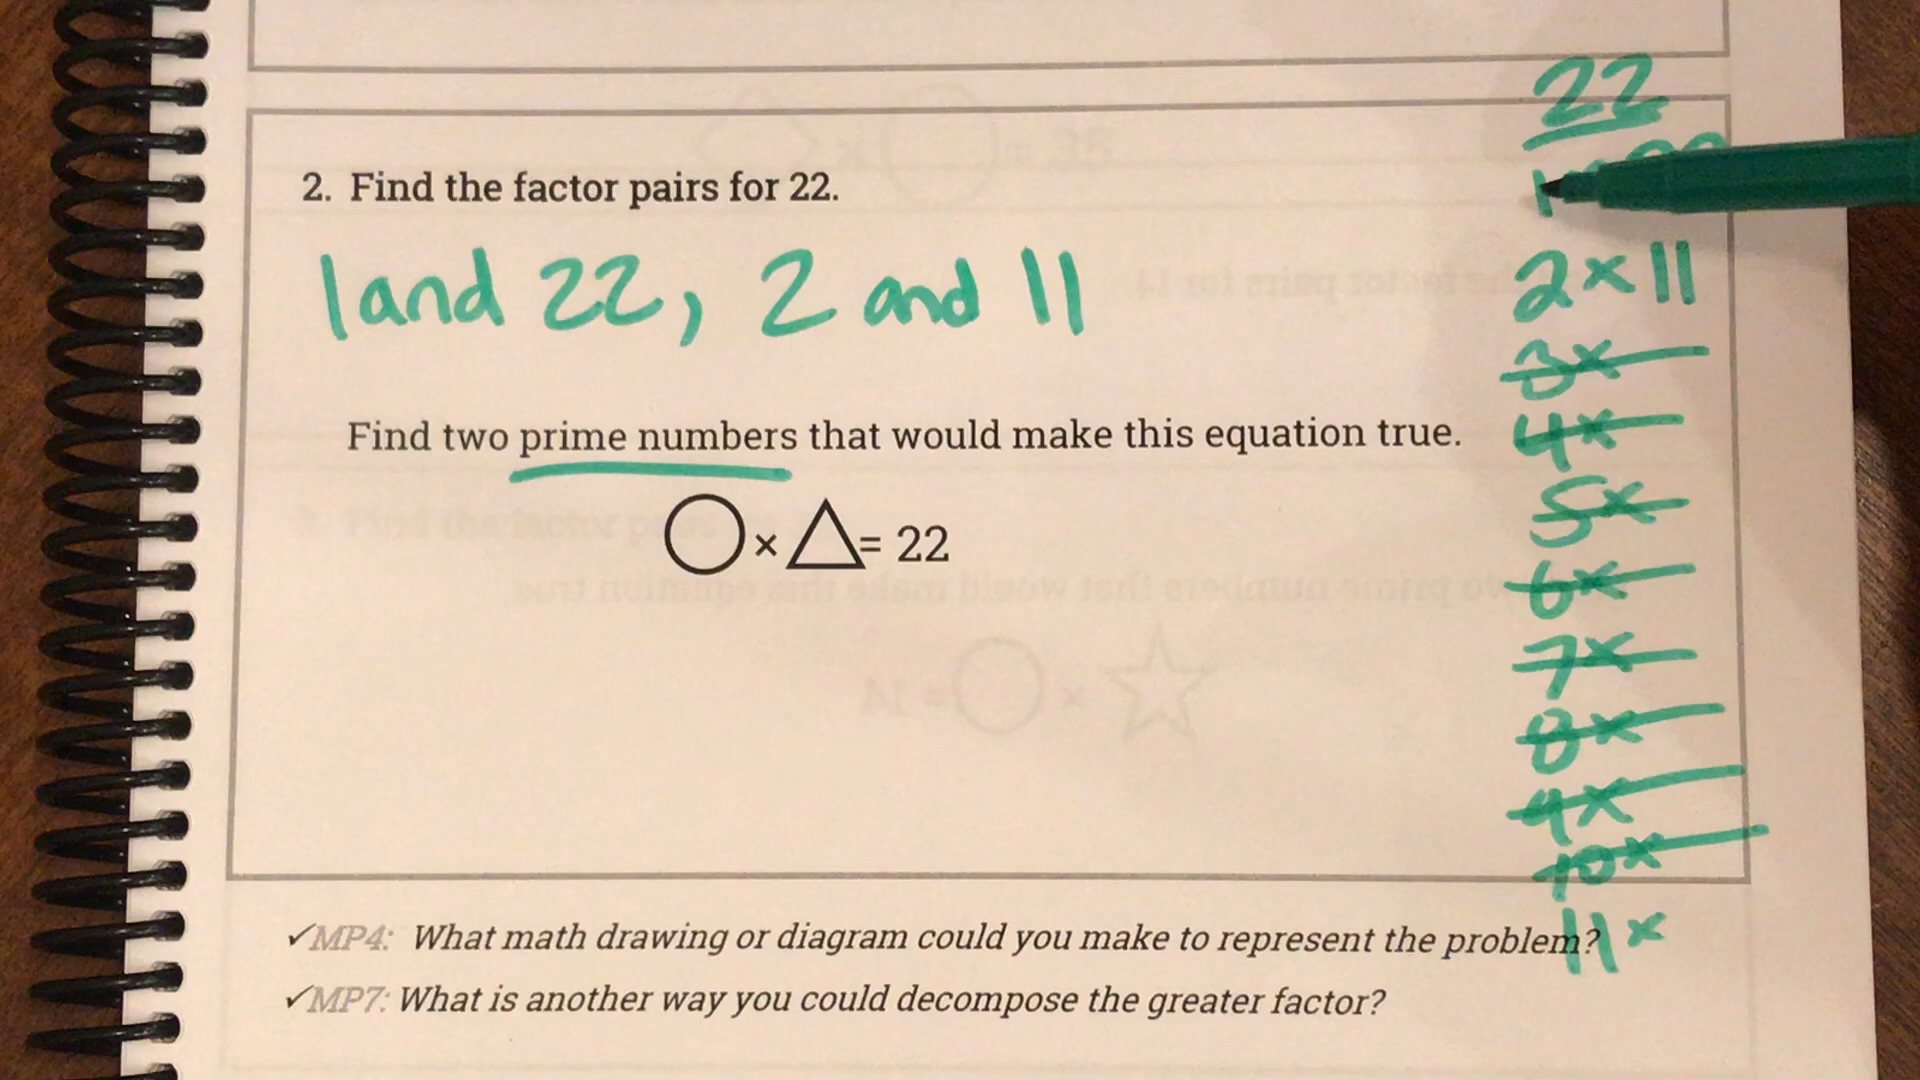 2. Find the factor pairs for 22.
1 and 22, 2 and 11
Find two prime numbers that would make this equation true.
◯ × △ = 22
✓MP4: What math drawing or diagram could you make to represent the problem?
✓MP7: What is another way you could decompose the greater factor?
22
1
2 × 11
3×
4×
5×
6×
7×
8×
9×
10×
11×